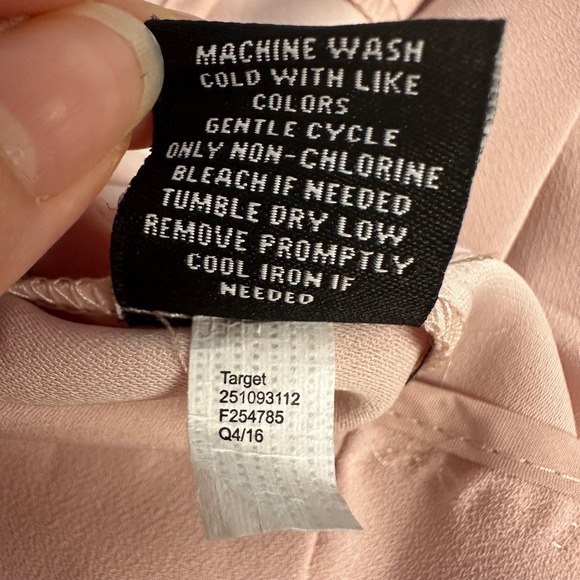 MACHINE WASH
COLD WITH LIKE
COLORS
GENTLE CYCLE
ONLY NON-CHLORINE
BLEACH IF NEEDED
TUMBLE DRY LOW
REMOVE PROMPTLY
COOL IRON IF
NEEDED
Target
251093112
F254785
Q4/16